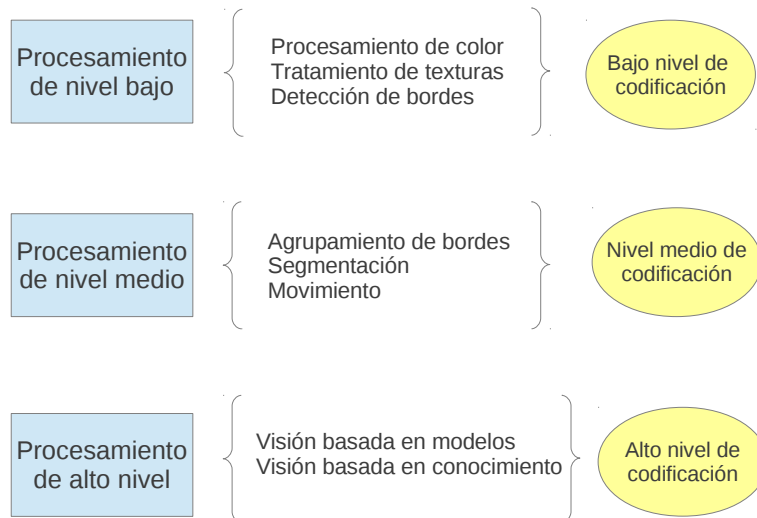 Procesamiento
de nivel bajo
Procesamiento de color
Tratamiento de texturas
Detección de bordes
Bajo nivel de
codificación
Procesamiento
de nivel medio
Agrupamiento de bordes
Segmentación
Movimiento
Nivel medio de
codificación
Procesamiento
de alto nivel
Visión basada en modelos
Visión basada en conocimiento
Alto nivel de
codificación